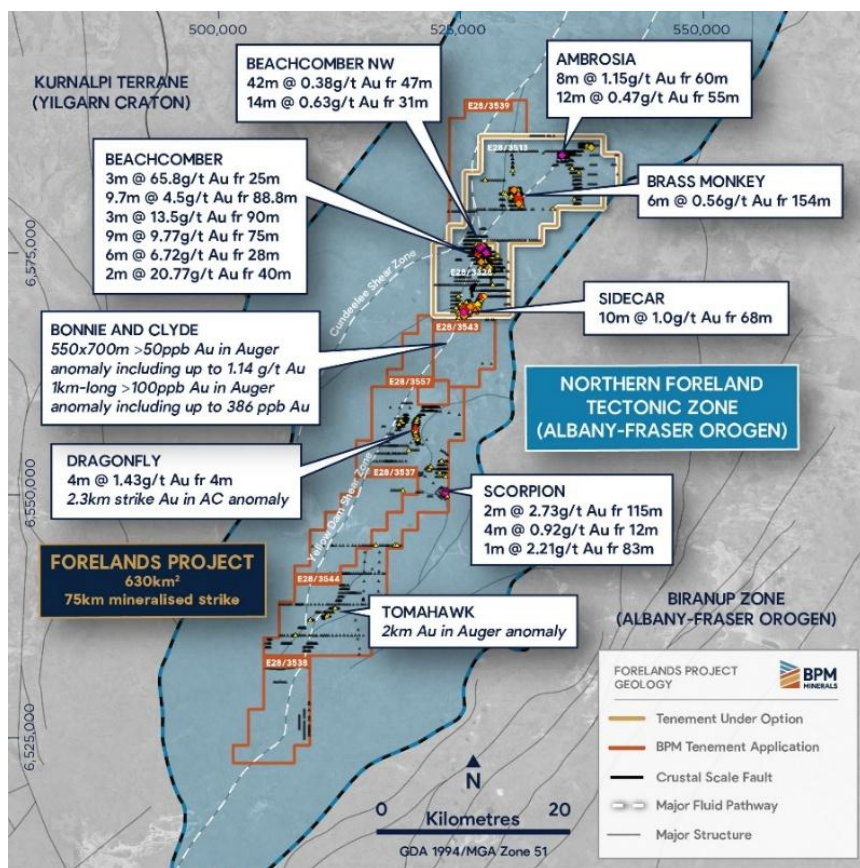 500,000
525,000
550,000
KURNALPI TERRANE
(YILGARN CRATON)
BEACHCOMBER NW
42m @ 0.38g/t Au fr 47m
14m @ 0.63g/t Au fr 31m
AMBROSIA
8m @ 1.15g/t Au fr 60m
12m @ 0.47g/t Au fr 55m
E28/3539
E28/3513
BEACHCOMBER
3m @ 65.8g/t Au fr 25m
9.7m @ 4.5g/t Au fr 88.8m
3m @ 13.5g/t Au fr 90m
9m @ 9.77g/t Au fr 75m
6m @ 6.72g/t Au fr 28m
2m @ 20.77g/t Au fr 40m
BRASS MONKEY
6m @ 0.56g/t Au fr 154m
6,575,000
Cundeelee Shear Zone
SIDECAR
10m @ 1.0g/t Au fr 68m
BONNIE AND CLYDE
550x700m >50ppb Au in Auger
anomaly including up to 1.14 g/t Au
1km-long >100ppb Au in Auger
anomaly including up to 386 ppb Au
E28/3543
E28/3557
NORTHERN FORELAND
TECTONIC ZONE
(ALBANY-FRASER OROGEN)
DRAGONFLY
4m @ 1.43g/t Au fr 4m
2.3km strike Au in AC anomaly
E28/3537
6,550,000
Yellow Dam Shear Zone
SCORPION
2m @ 2.73g/t Au fr 115m
4m @ 0.92g/t Au fr 12m
1m @ 2.21g/t Au fr 83m
FORELANDS PROJECT
630km²
75km mineralised strike
E28/3544
TOMAHAWK
2km Au in Auger anomaly
BIRANUP ZONE
(ALBANY-FRASER OROGEN)
E28/3538
6,525,000
FORELANDS PROJECT
GEOLOGY
BPM
MINERALS
Tenement Under Option
BPM Tenement Application
Crustal Scale Fault
Major Fluid Pathway
Major Structure
N
0 20
Kilometres
GDA 1994/MGA Zone 51